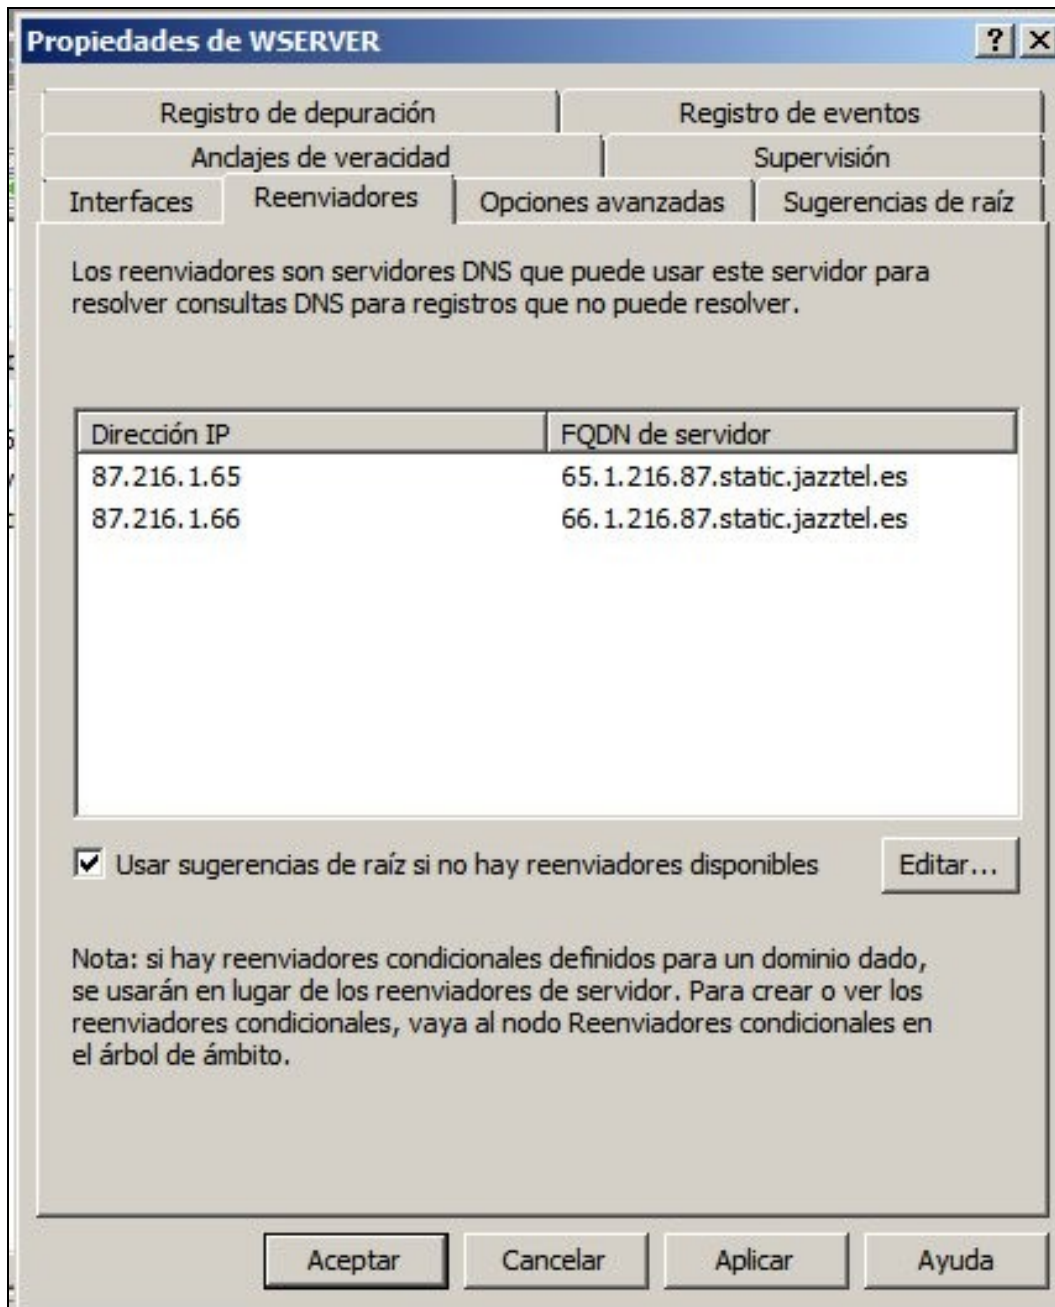 Propiedades de WSERVER
Registro de depuración Registro de eventos
Anclajes de veracidad Supervisión
Interfaces Reenviadores Opciones avanzadas Sugerencias de raíz
Los reenviadores son servidores DNS que puede usar este servidor para
resolver consultas DNS para registros que no puede resolver.
Dirección IP FQDN de servidor
87.216.1.65 65.1.216.87.static.jazztel.es
87.216.1.66 66.1.216.87.static.jazztel.es
Usar sugerencias de raíz si no hay reenviadores disponibles Editar...
Nota: si hay reenviadores condicionales definidos para un dominio dado,
se usarán en lugar de los reenviadores de servidor. Para crear o ver los
reenviadores condicionales, vaya al nodo Reenviadores condicionales en
el árbol de ámbito.
Aceptar Cancelar Aplicar Ayuda